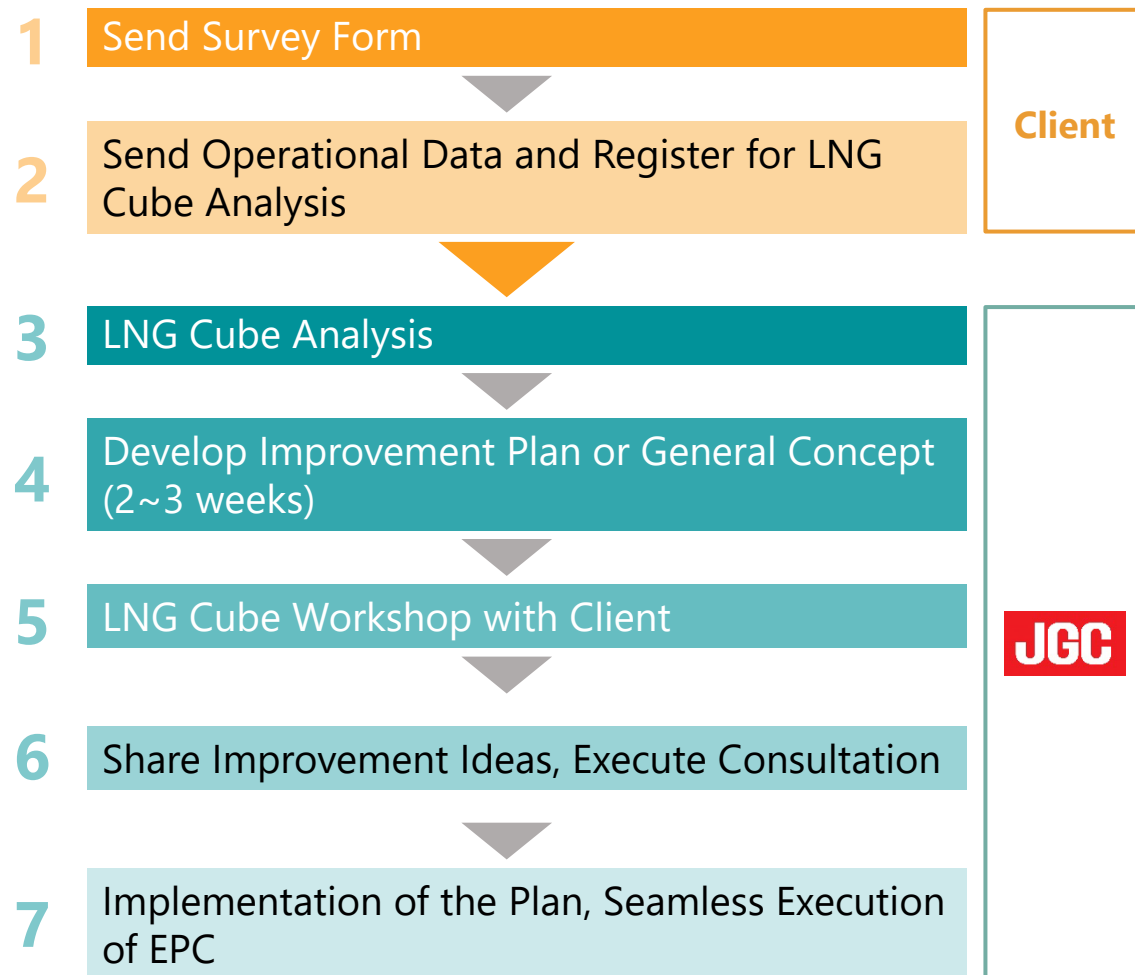 1
Send Survey Form
2
Send Operational Data and Register for LNG
Cube Analysis
Client
3
LNG Cube Analysis
4
Develop Improvement Plan or General Concept
(2~3 weeks)
5
LNG Cube Workshop with Client
6
Share Improvement Ideas, Execute Consultation
7
Implementation of the Plan, Seamless Execution
of EPC
JGC